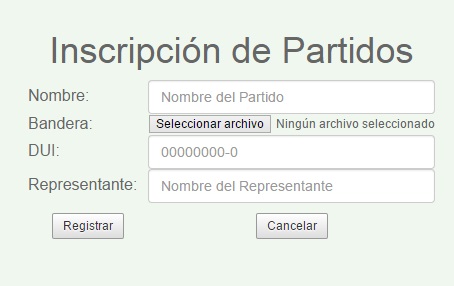 Inscripción de Partidos
Nombre: Nombre del Partido
Bandera: Seleccionar archivo Ningún archivo seleccionado
DUI: 00000000-0
Representante: Nombre del Representante
Registrar Cancelar